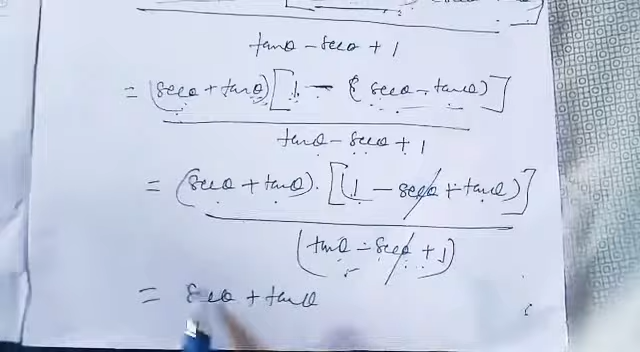 tanθ - secθ + 1
= (secθ + tanθ) [1 - {secθ - tanθ)]
tanθ - secθ + 1
= (secθ + tanθ) . [(1 - secθ + tanθ)]
(tanθ - secθ + 1)
= secθ + tanθ